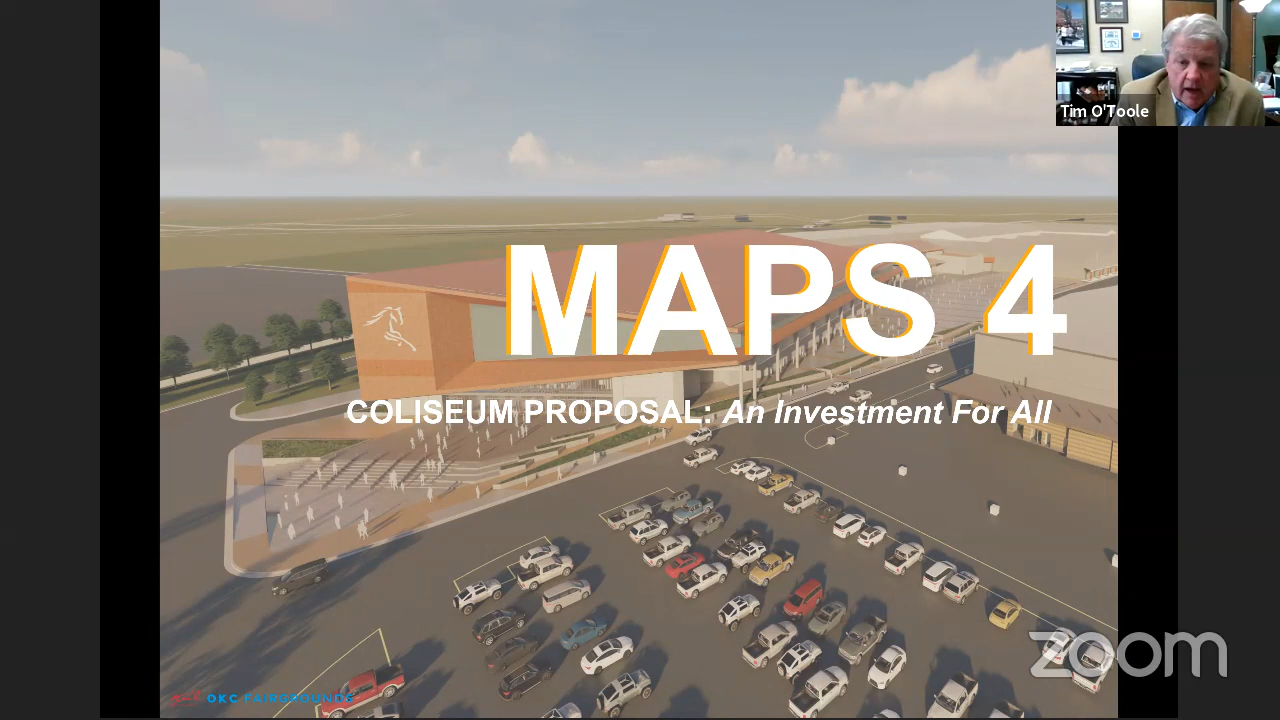 Tim O'Toole
MAPS 4
COLISEUM PROPOSAL: An Investment For All
OKC FAIRGROUNDS
zoom